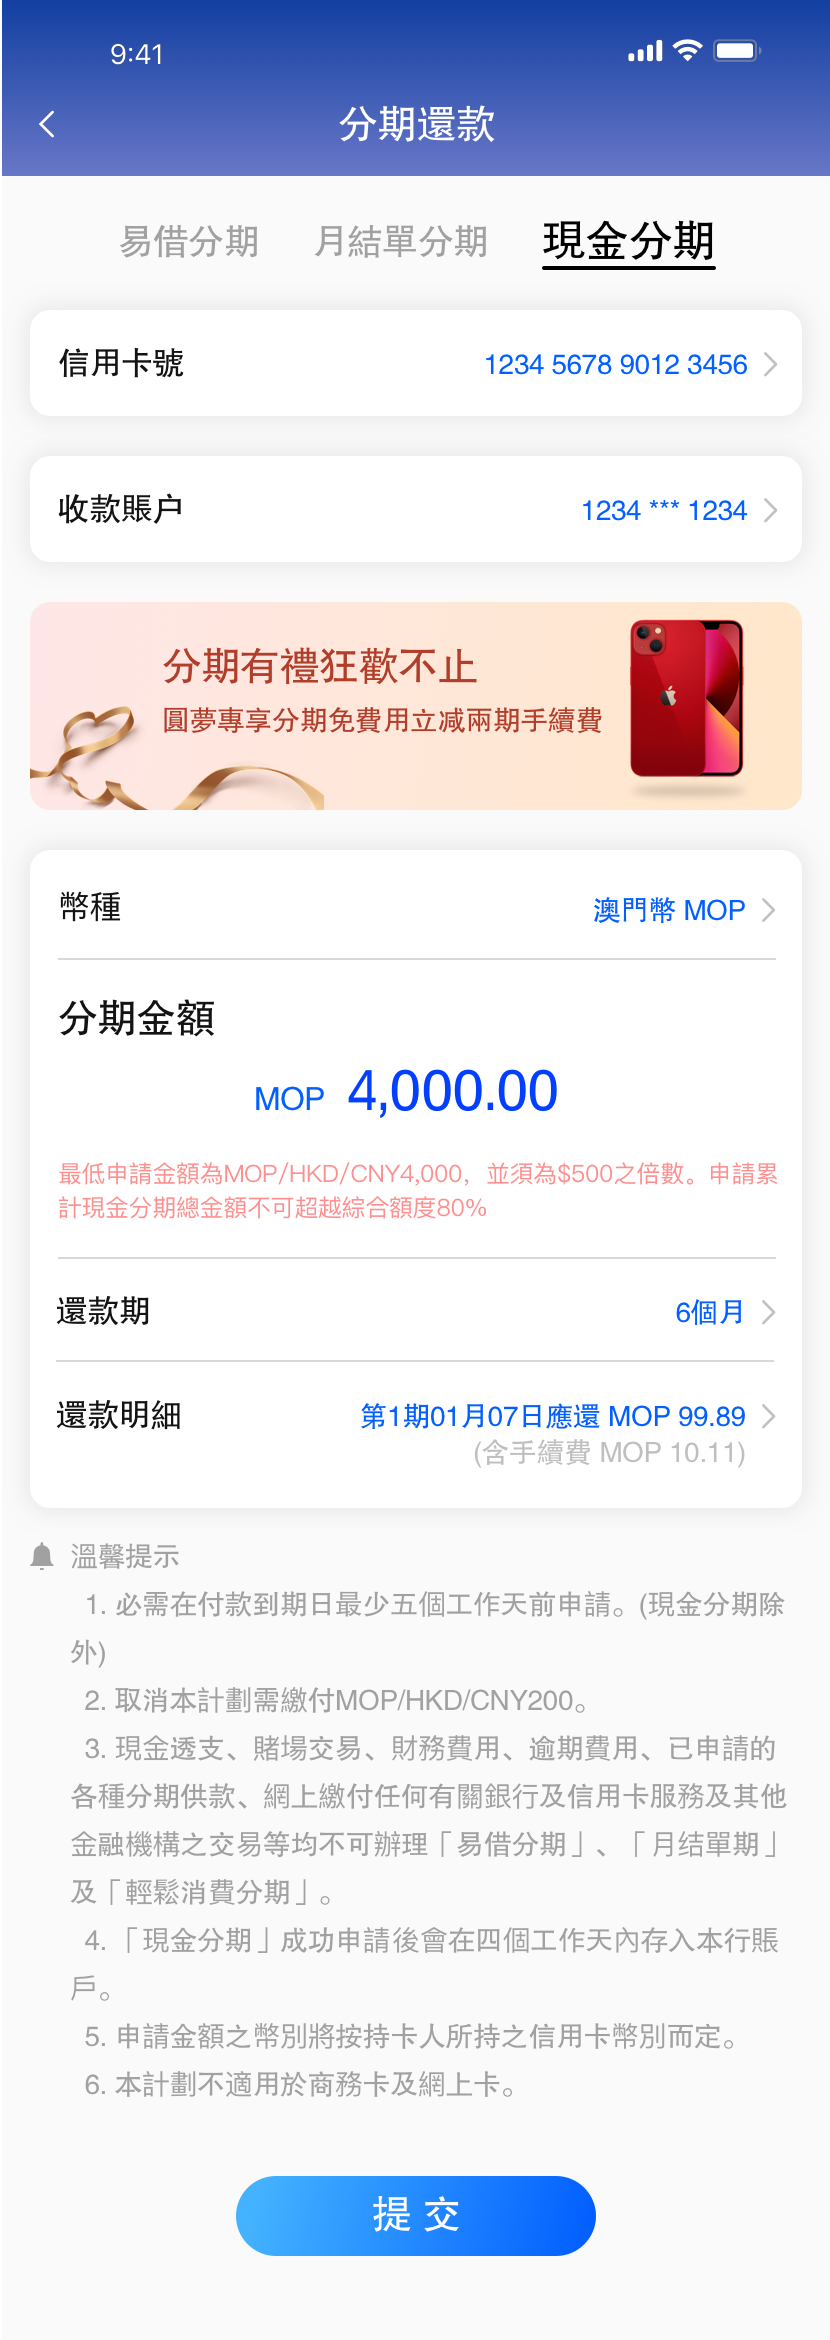 9:41
分期還款
易借分期 月結單分期 現金分期
信用卡號 1234 5678 9012 3456
收款賬户 1234 *** 1234
分期有禮狂歡不止
圓夢專享分期免費用立減兩期手續費
幣種 澳門幣 MOP
分期金額
MOP 4,000.00
最低申請金額為MOP/HKD/CNY4,000，並須為$500之倍數。申請累
計現金分期總金額不可超越綜合額度80%
還款期 6個月
還款明細 第1期01月07日應還 MOP 99.89
(含手續費 MOP 10.11)
溫馨提示
1. 必需在付款到期日最少五個工作天前申請。(現金分期除
外)
2. 取消本計劃需繳付MOP/HKD/CNY200。
3. 現金透支、賭場交易、財務費用、逾期費用、已申請的
各種分期供款、網上繳付任何有關銀行及信用卡服務及其他
金融機構之交易等均不可辦理「易借分期」、「月结單期」
及「輕鬆消費分期」。
4. 「現金分期」成功申請後會在四個工作天內存入本行賬
戶。
5. 申請金額之幣別將按持卡人所持之信用卡幣別而定。
6. 本計劃不適用於商務卡及網上卡。
提 交